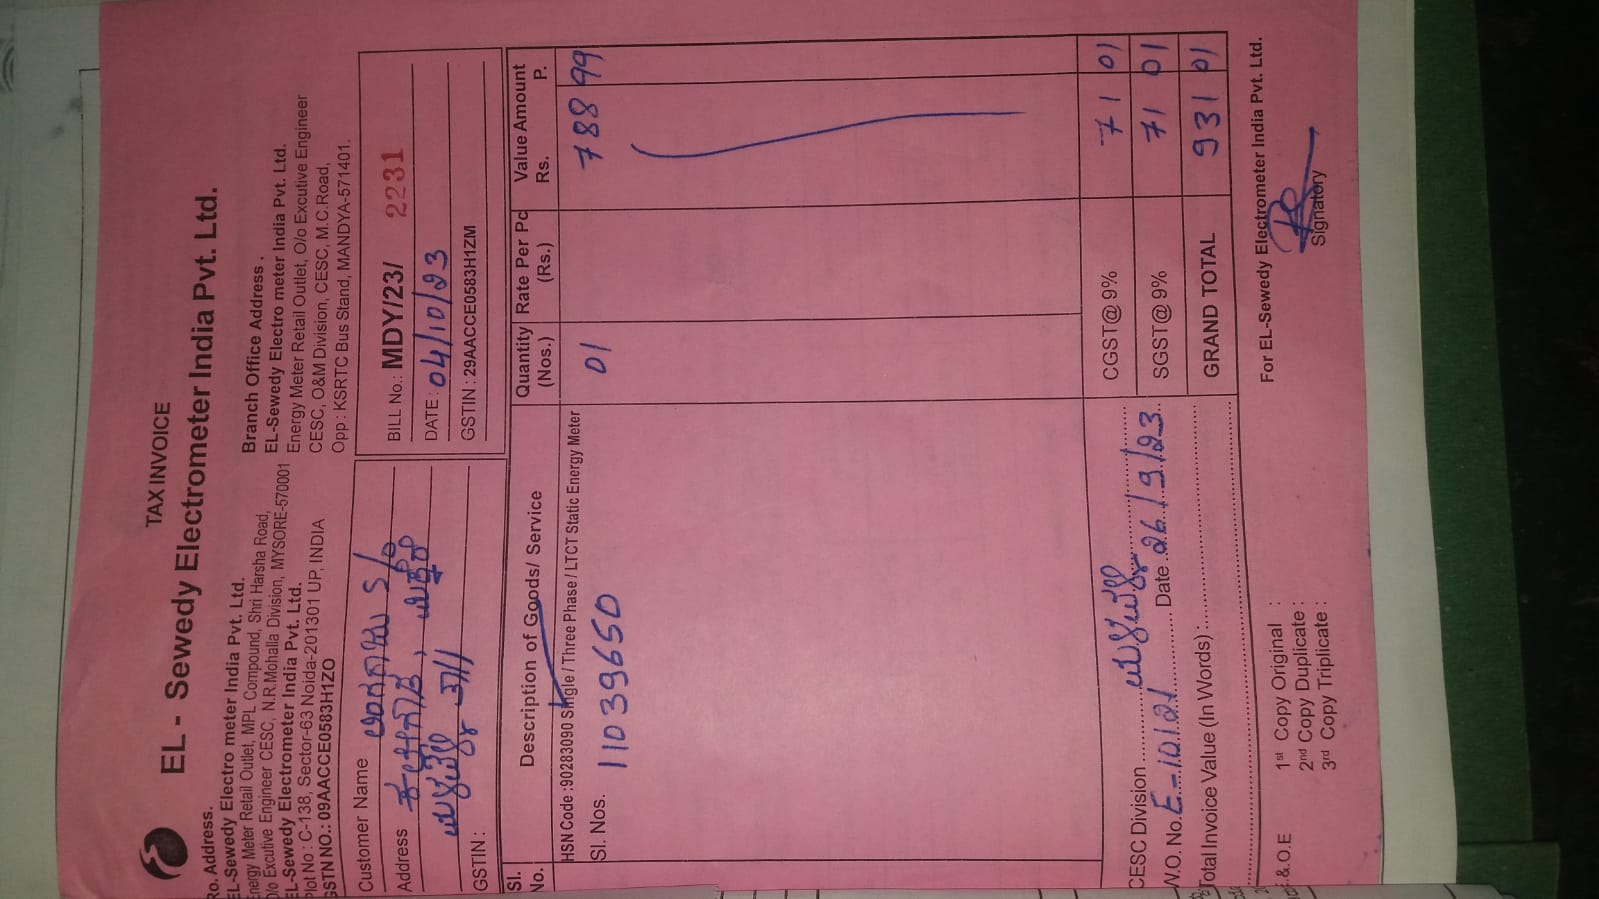 TAX INVOICE
EL - Sewedy Electrometer India Pvt. Ltd.
Ro. Address.
EL-Sewedy Electro meter India Pvt. Ltd.
Energy Meter Retail Outlet, MPL Compound, Shri Harsha Road,
O/o Excutive Engineer CESC, N.R.Mohalla Division, MYSORE-570001
EL-Sewedy Electrometer India Pvt. Ltd.
Plot No : C-138, Sector-63 Noida-201301 UP, INDIA
GSTN NO.: 09AACCE0583H1ZO
Branch Office Address .
EL-Sewedy Electro meter India Pvt. Ltd.
Energy Meter Retail Outlet, O/o Excutive Engineer
CESC, O&M Division, CESC, M.C.Road,
Opp : KSRTC Bus Stand, MANDYA-571401.
Customer Name S/o
Address
GSTIN :
BILL No.: MDY/23/ 2231
DATE : 04/10/23
GSTIN : 29AACCE0583H1ZM
Sl. No. Description of Goods/ Service Quantity (Nos.) Rate Per Pc (Rs.) Value Amount Rs. P.
HSN Code :90283090 Single / Three Phase / LTCT Static Energy Meter
Sl. Nos. 11039650 01 788 99
CESC Division
W.O. No. E-10121 Date 26/9/23
Total Invoice Value (In Words) :
CGST@ 9% 71 01
SGST@ 9% 71 01
GRAND TOTAL 931 01
E.& O.E
1st Copy Original :
2nd Copy Duplicate :
3rd Copy Triplicate :
For EL-Sewedy Electrometer India Pvt. Ltd.
Signatory